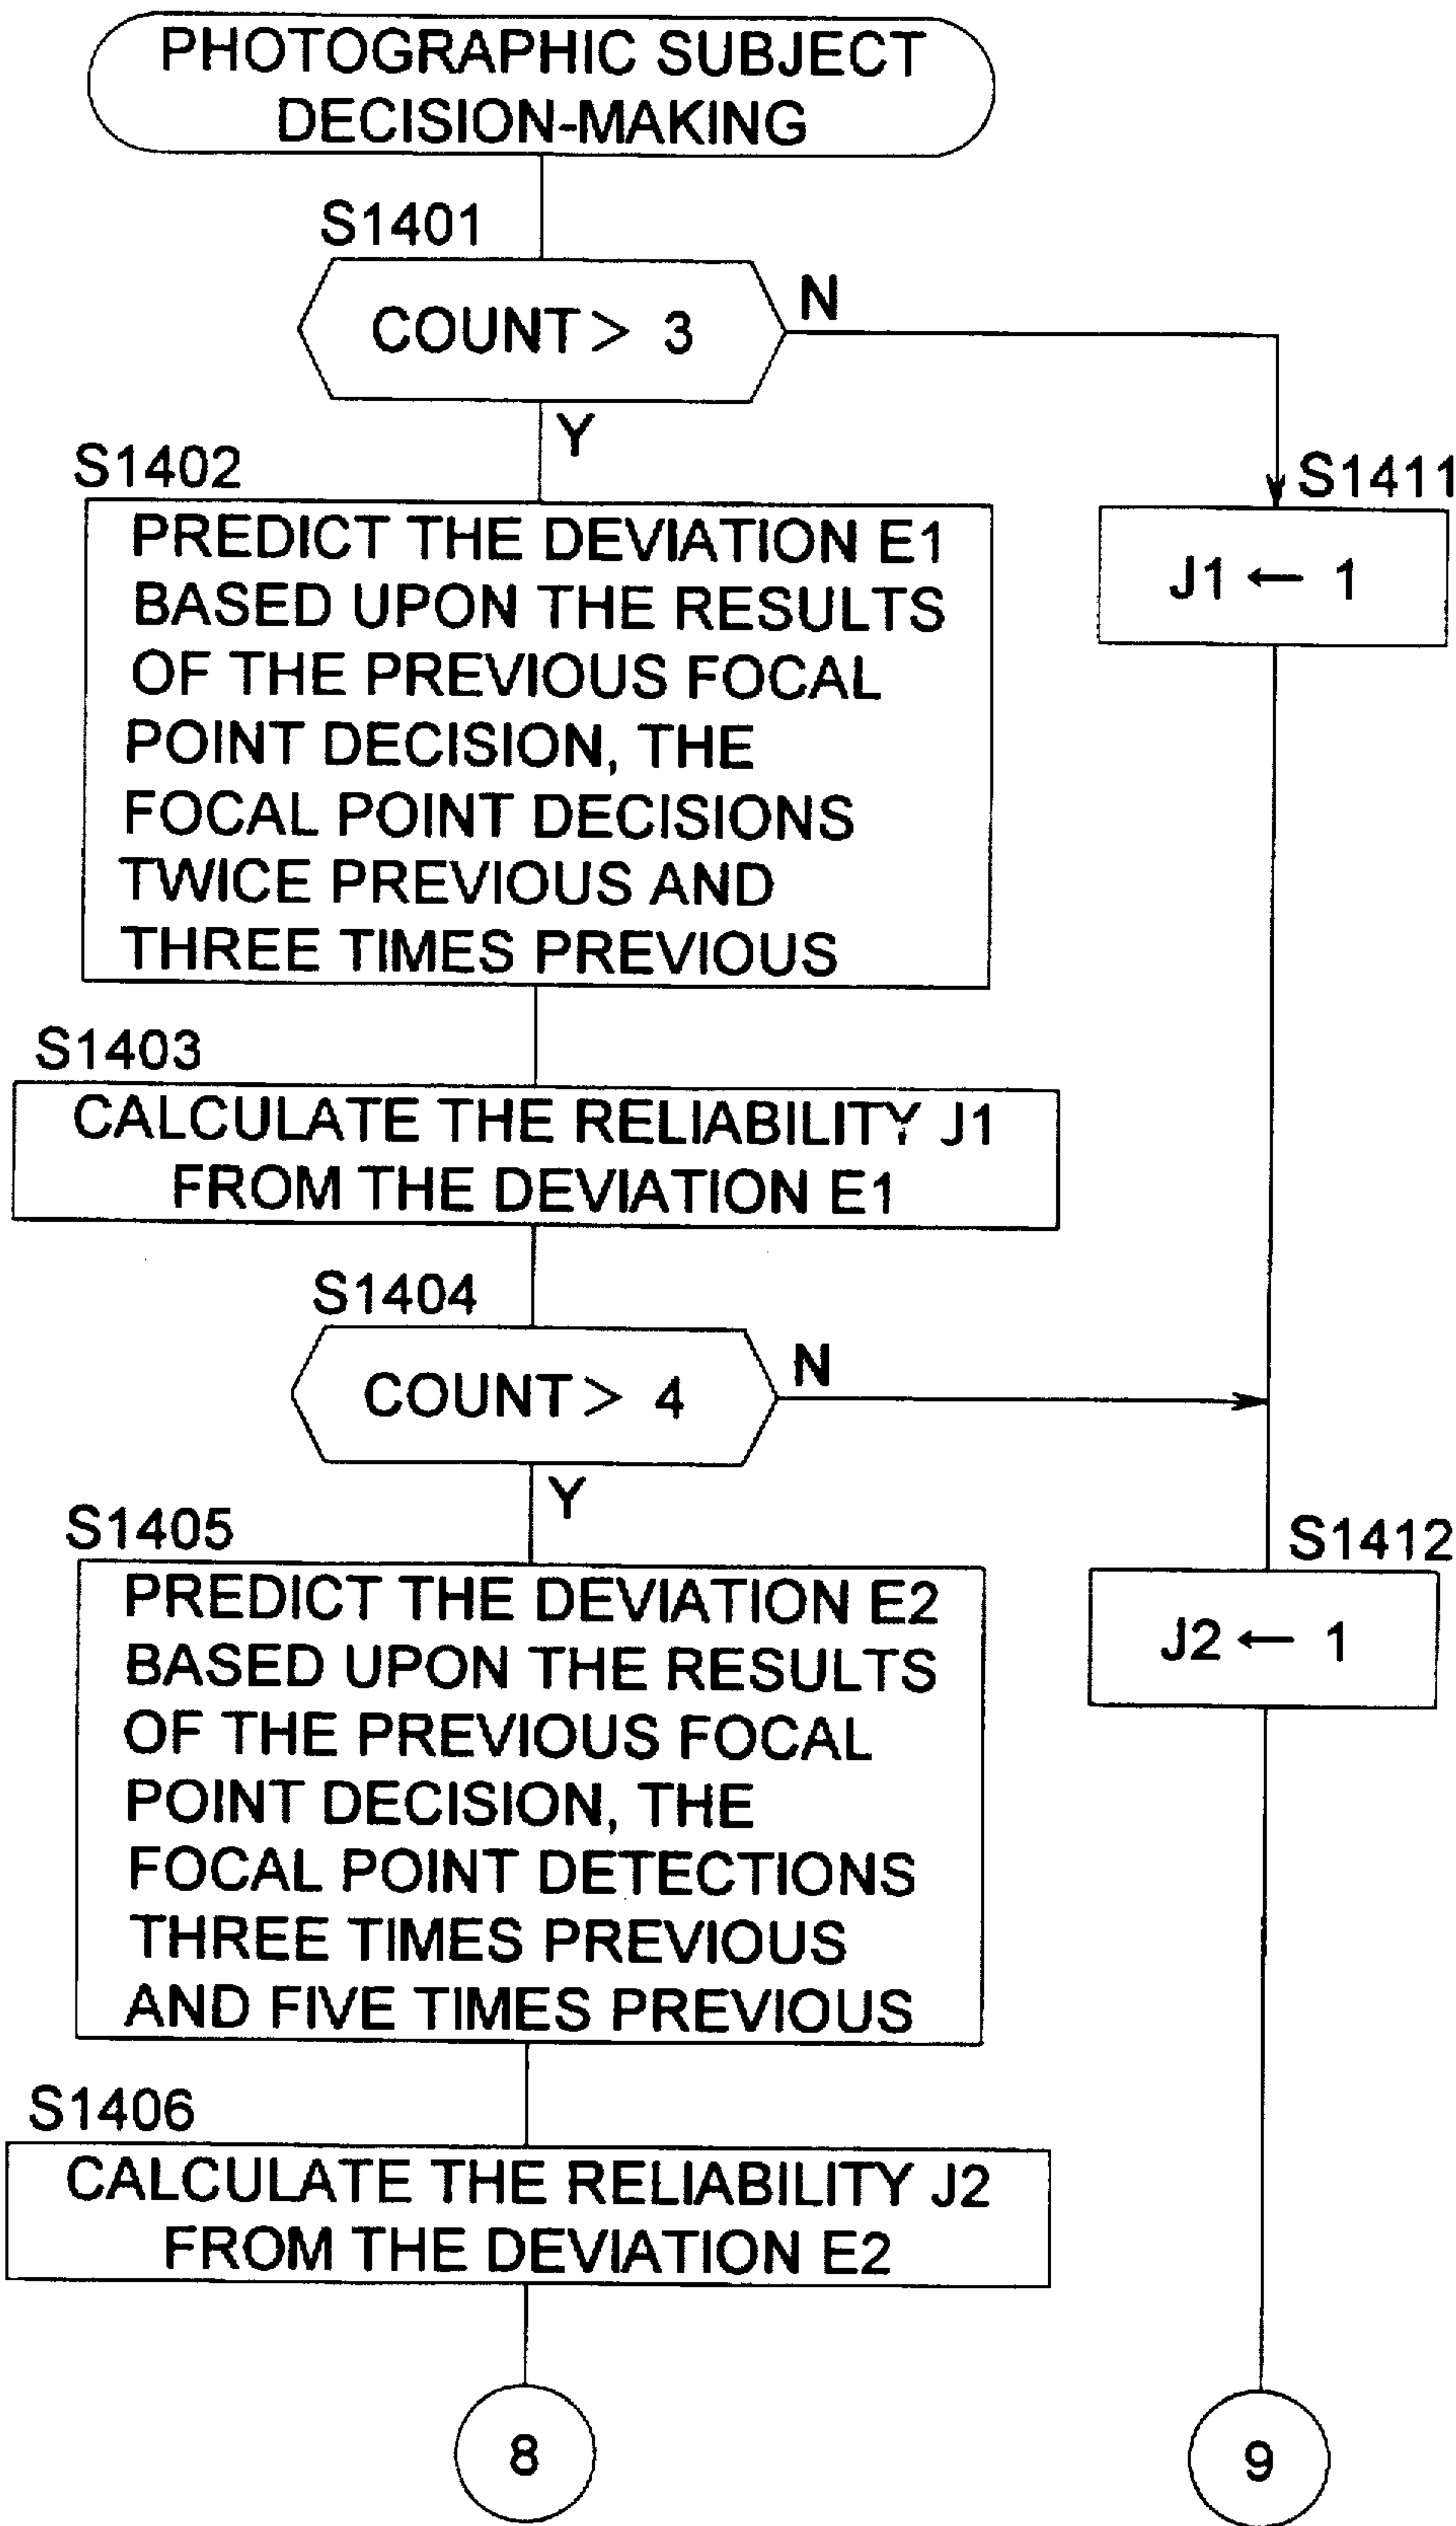 PHOTOGRAPHIC SUBJECT
DECISION-MAKING
S1401
COUNT > 3
N
Y
S1402
PREDICT THE DEVIATION E1
BASED UPON THE RESULTS
OF THE PREVIOUS FOCAL
POINT DECISION, THE
FOCAL POINT DECISIONS
TWICE PREVIOUS AND
THREE TIMES PREVIOUS
S1411
J1 ← 1
S1403
CALCULATE THE RELIABILITY J1
FROM THE DEVIATION E1
S1404
COUNT > 4
N
Y
S1405
PREDICT THE DEVIATION E2
BASED UPON THE RESULTS
OF THE PREVIOUS FOCAL
POINT DECISION, THE
FOCAL POINT DETECTIONS
THREE TIMES PREVIOUS
AND FIVE TIMES PREVIOUS
S1412
J2 ← 1
S1406
CALCULATE THE RELIABILITY J2
FROM THE DEVIATION E2
8
9